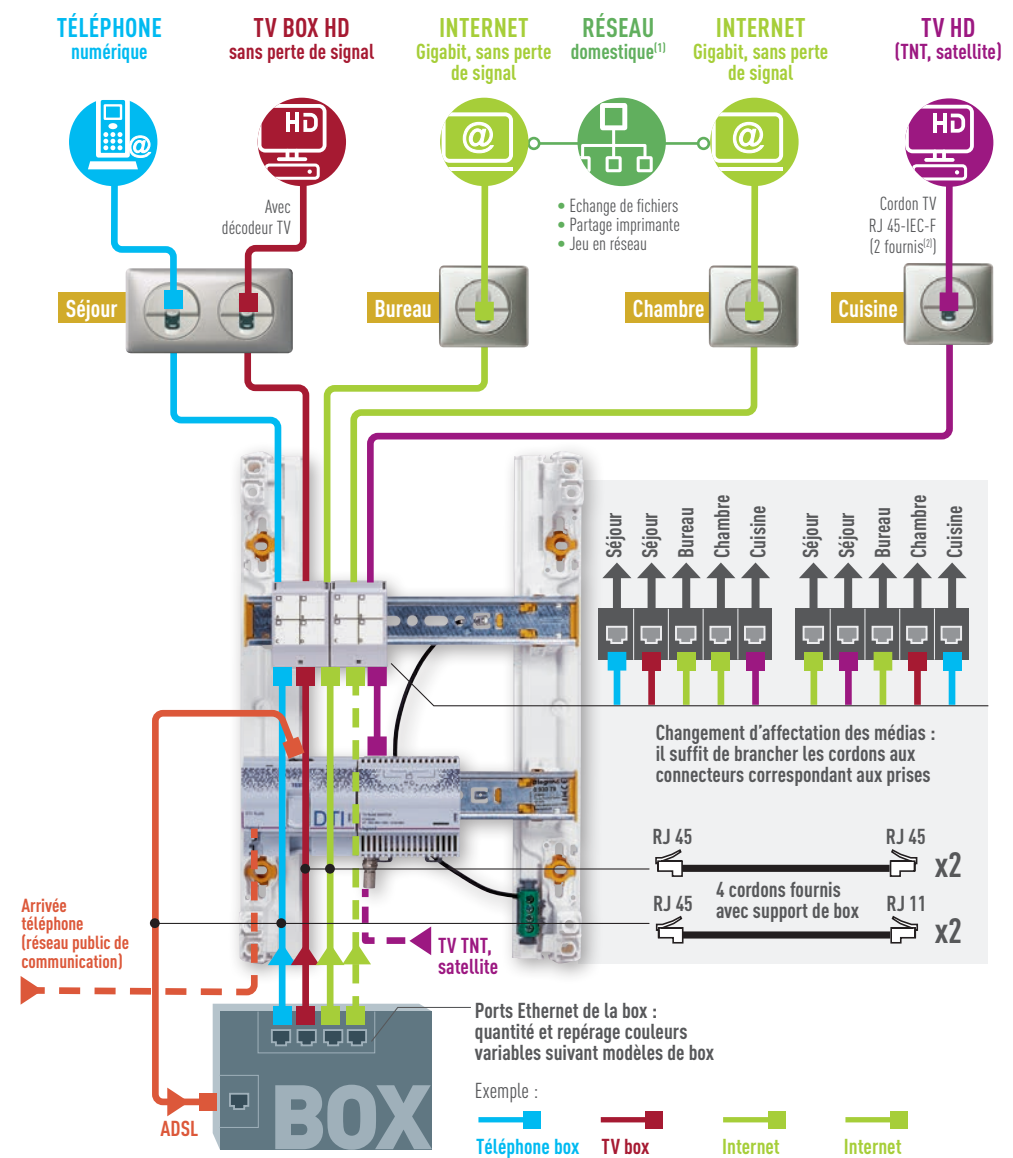 TÉLÉPHONE
numérique
TV BOX HD
sans perte de signal
INTERNET
Gigabit, sans perte
de signal
RÉSEAU
domestique(1)
INTERNET
Gigabit, sans perte
de signal
TV HD
(TNT, satellite)
@
HD
@
@
HD
Avec
décodeur TV
• Echange de fichiers
• Partage imprimante
• Jeu en réseau
Cordon TV
RJ 45-IEC-F
(2 fournis(2))
Séjour
Bureau
Chambre
Cuisine
Séjour
Séjour
Bureau
Chambre
Cuisine
Séjour
Séjour
Bureau
Chambre
Cuisine
Changement d'affectation des médias :
il suffit de brancher les cordons aux
connecteurs correspondant aux prises
DTI
RJ 45
RJ 45
x2
4 cordons fournis
avec support de box
RJ 45
RJ 11
x2
Arrivée
téléphone
(réseau public de
communication)
TV TNT,
satellite
Ports Ethernet de la box :
quantité et repérage couleurs
variables suivant modèles de box
BOX
ADSL
Exemple :
Téléphone box
TV box
Internet
Internet